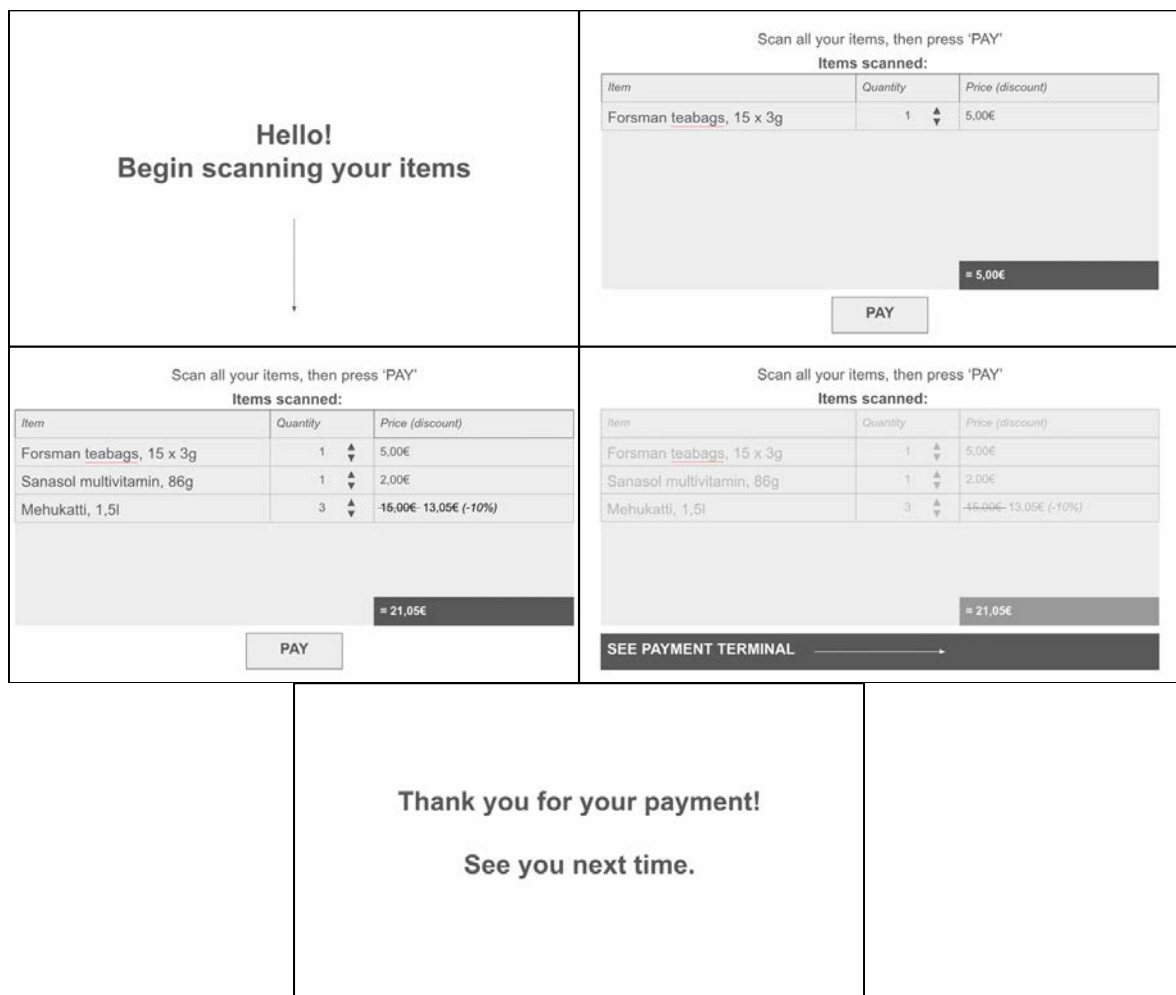 Hello!
Begin scanning your items
Scan all your items, then press ‘PAY’
Items scanned:
Item Quantity Price (discount)
Forsman teabags, 15 x 3g 1 5,00€
= 5,00€
PAY
Scan all your items, then press ‘PAY’
Items scanned:
Item Quantity Price (discount)
Forsman teabags, 15 x 3g 1 5,00€
Sanasol multivitamin, 86g 1 2,00€
Mehukatti, 1,5l 3 15,00€ 13,05€ (-10%)
= 21,05€
PAY
Scan all your items, then press ‘PAY’
Items scanned:
Item Quantity Price (discount)
Forsman teabags, 15 x 3g 1 5,00€
Sanasol multivitamin, 86g 1 2,00€
Mehukatti, 1,5l 3 15,00€ 13,05€ (-10%)
= 21,05€
SEE PAYMENT TERMINAL
Thank you for your payment!
See you next time.